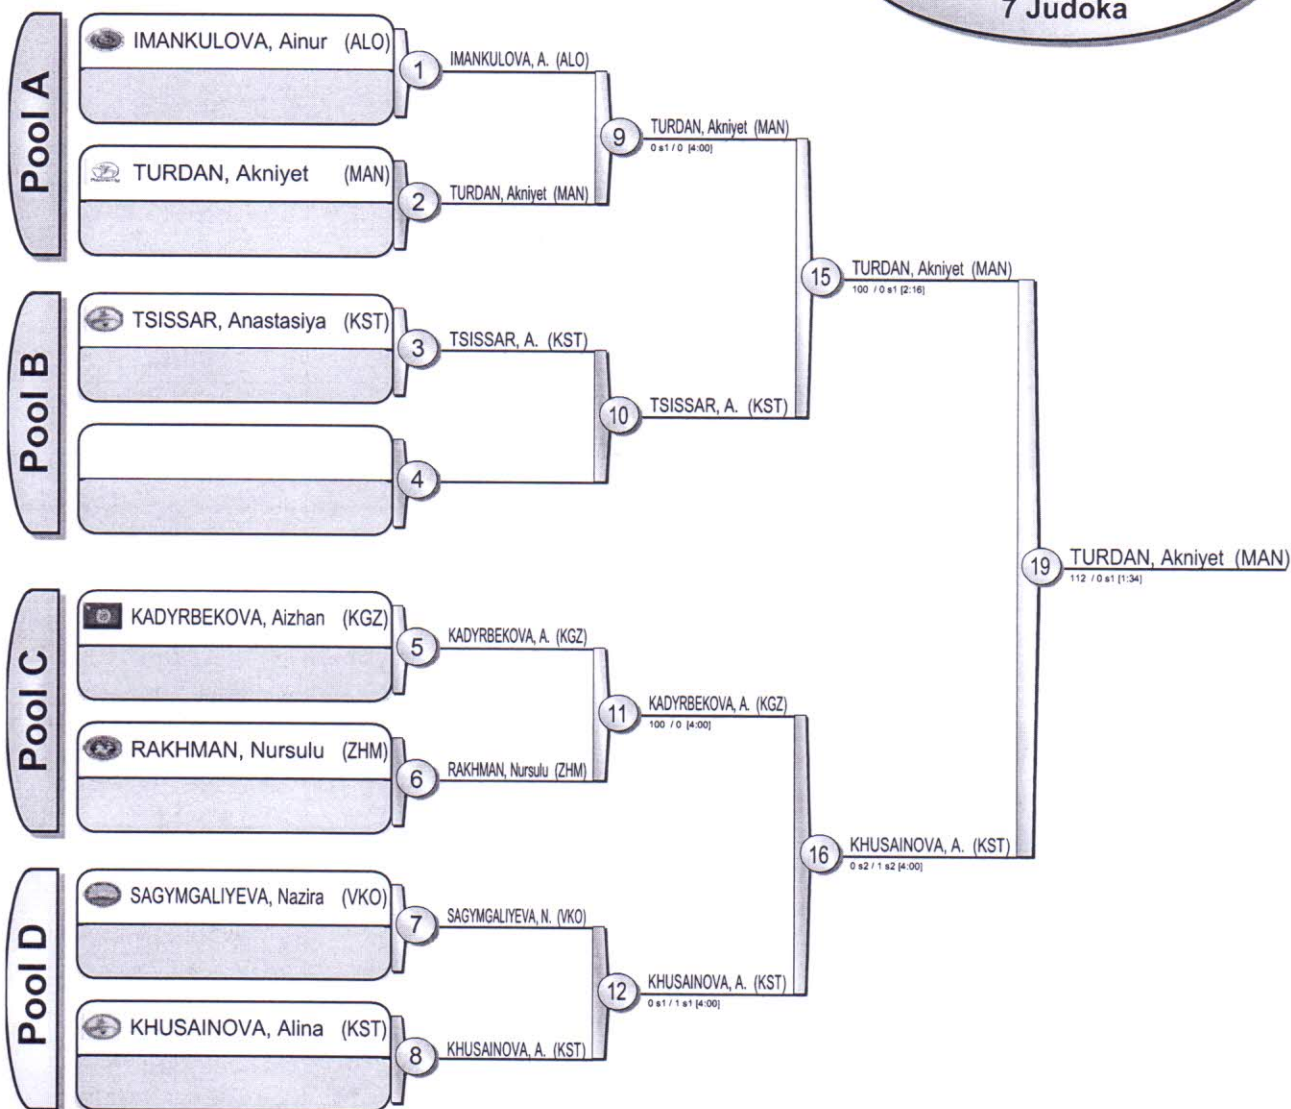 7 Judoka
Pool A
IMANKULOVA, Ainur (ALO)
1
IMANKULOVA, A. (ALO)
TURDAN, Akniyet (MAN)
2
TURDAN, Akniyet (MAN)
9
TURDAN, Akniyet (MAN)
0 s1 / 0 [4:00]
Pool B
TSISSAR, Anastasiya (KST)
3
TSISSAR, A. (KST)
4
10
TSISSAR, A. (KST)
15
TURDAN, Akniyet (MAN)
100 / 0 s1 [2:16]
Pool C
KADYRBEKOVA, Aizhan (KGZ)
5
KADYRBEKOVA, A. (KGZ)
RAKHMAN, Nursulu (ZHM)
6
RAKHMAN, Nursulu (ZHM)
11
KADYRBEKOVA, A. (KGZ)
100 / 0 [4:00]
Pool D
SAGYMGALIYEVA, Nazira (VKO)
7
SAGYMGALIYEVA, N. (VKO)
KHUSAINOVA, Alina (KST)
8
KHUSAINOVA, A. (KST)
12
KHUSAINOVA, A. (KST)
0 s1 / 1 s1 [4:00]
16
KHUSAINOVA, A. (KST)
0 s2 / 1 s2 [4:00]
19
TURDAN, Akniyet (MAN)
112 / 0 s1 [1:34]